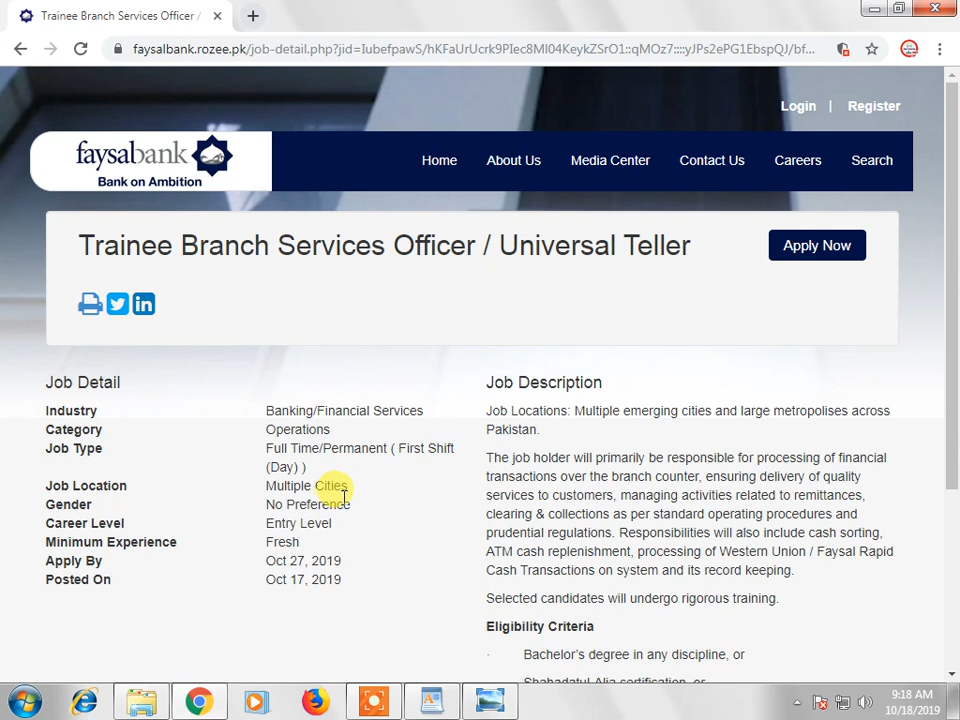 Trainee Branch Services Officer /
faysalbank.rozee.pk/job-detail.php?jid=IubefpawS/hKFaUrUcrk9PIec8MI04KeykZSrO1::qMOz7::::yJPs2ePG1EbspQJ/bf...
Login | Register
faysabank
Bank on Ambition
Home About Us Media Center Contact Us Careers Search
Trainee Branch Services Officer / Universal Teller
Apply Now
Job Detail
Industry Banking/Financial Services
Category Operations
Job Type Full Time/Permanent ( First Shift
(Day) )
Job Location Multiple Cities
Gender No Preference
Career Level Entry Level
Minimum Experience Fresh
Apply By Oct 27, 2019
Posted On Oct 17, 2019
Job Description
Job Locations: Multiple emerging cities and large metropolises across
Pakistan.
The job holder will primarily be responsible for processing of financial
transactions over the branch counter, ensuring delivery of quality
services to customers, managing activities related to remittances,
clearing & collections as per standard operating procedures and
prudential regulations. Responsibilities will also include cash sorting,
ATM cash replenishment, processing of Western Union / Faysal Rapid
Cash Transactions on system and its record keeping.
Selected candidates will undergo rigorous training.
Eligibility Criteria
· Bachelor's degree in any discipline, or
Shahadatul Alia certification, or
9:18 AM
10/18/2019